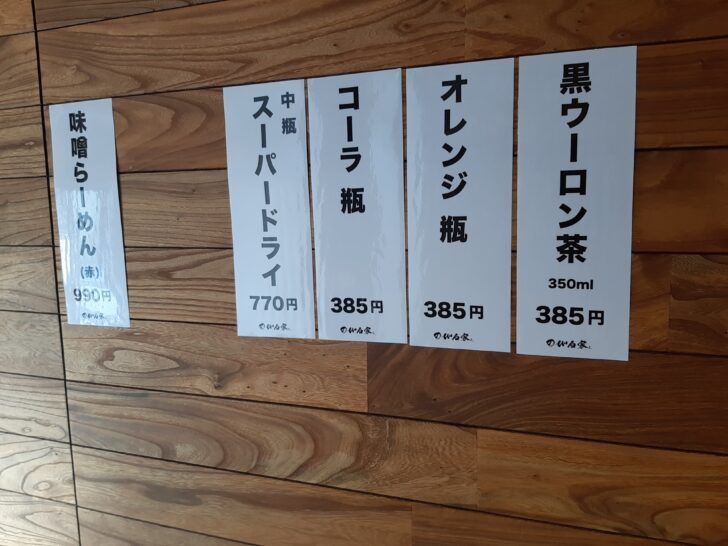 黒ウーロン茶
350ml
385円
オレンジ 瓶
385円
コーラ 瓶
385円
中瓶
スーパードライ
770円
味噌らーめん
(赤)
990円